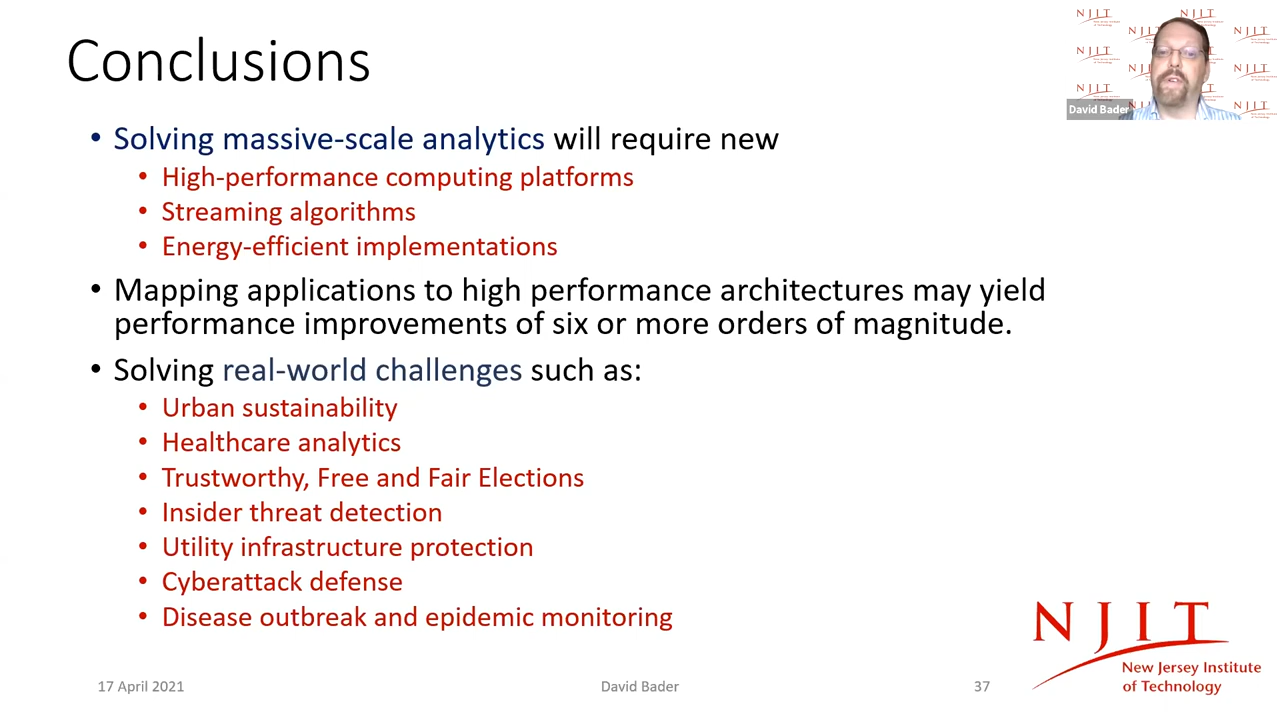 Conclusions
David Bader
• Solving massive-scale analytics will require new
• High-performance computing platforms
• Streaming algorithms
• Energy-efficient implementations
• Mapping applications to high performance architectures may yield
performance improvements of six or more orders of magnitude.
• Solving real-world challenges such as:
• Urban sustainability
• Healthcare analytics
• Trustworthy, Free and Fair Elections
• Insider threat detection
• Utility infrastructure protection
• Cyberattack defense
• Disease outbreak and epidemic monitoring
NJIT
New Jersey Institute
of Technology
17 April 2021
David Bader
37